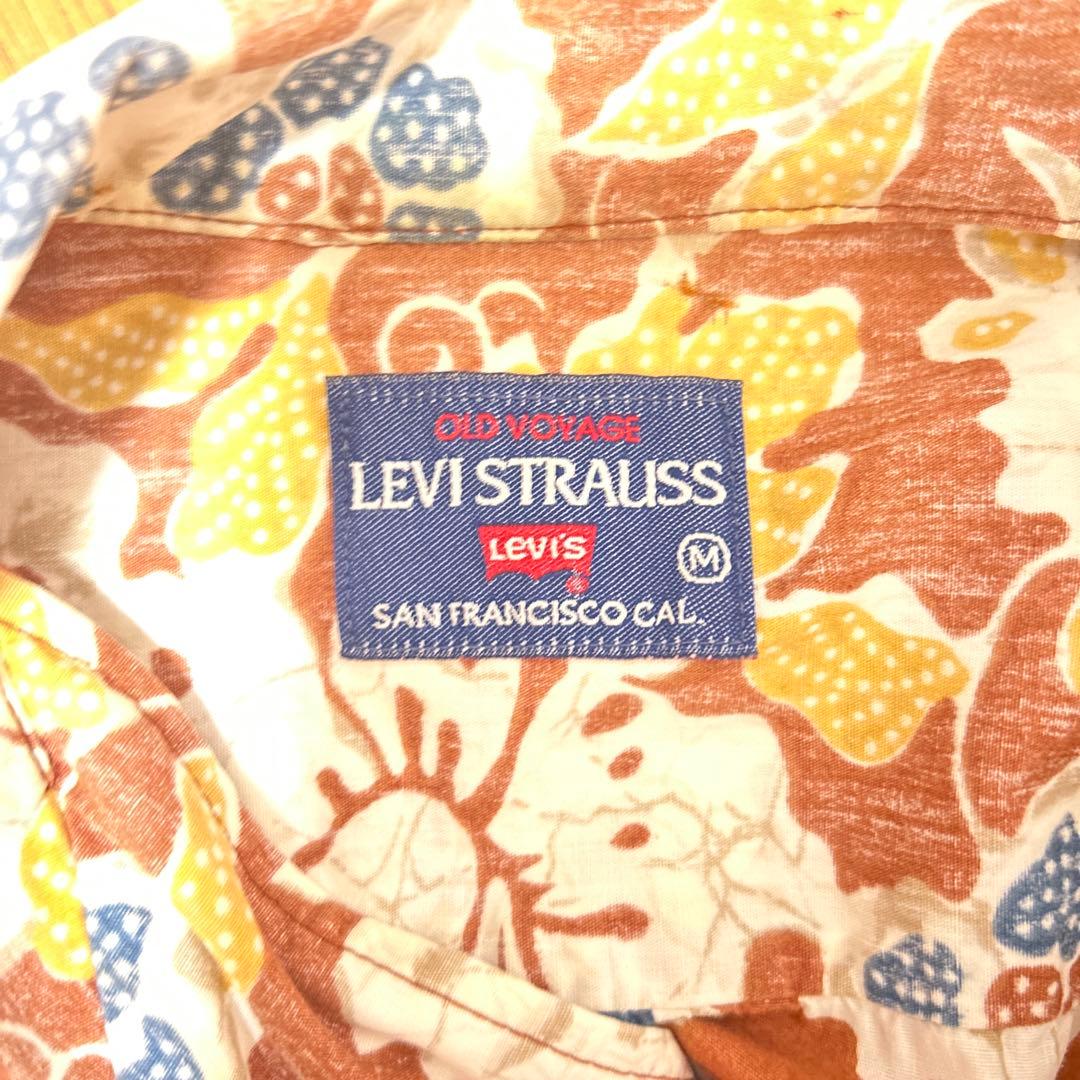 OLD VOYAGE
LEVI STRAUSS
LEVI'S
®
M
SAN FRANCISCO CAL.